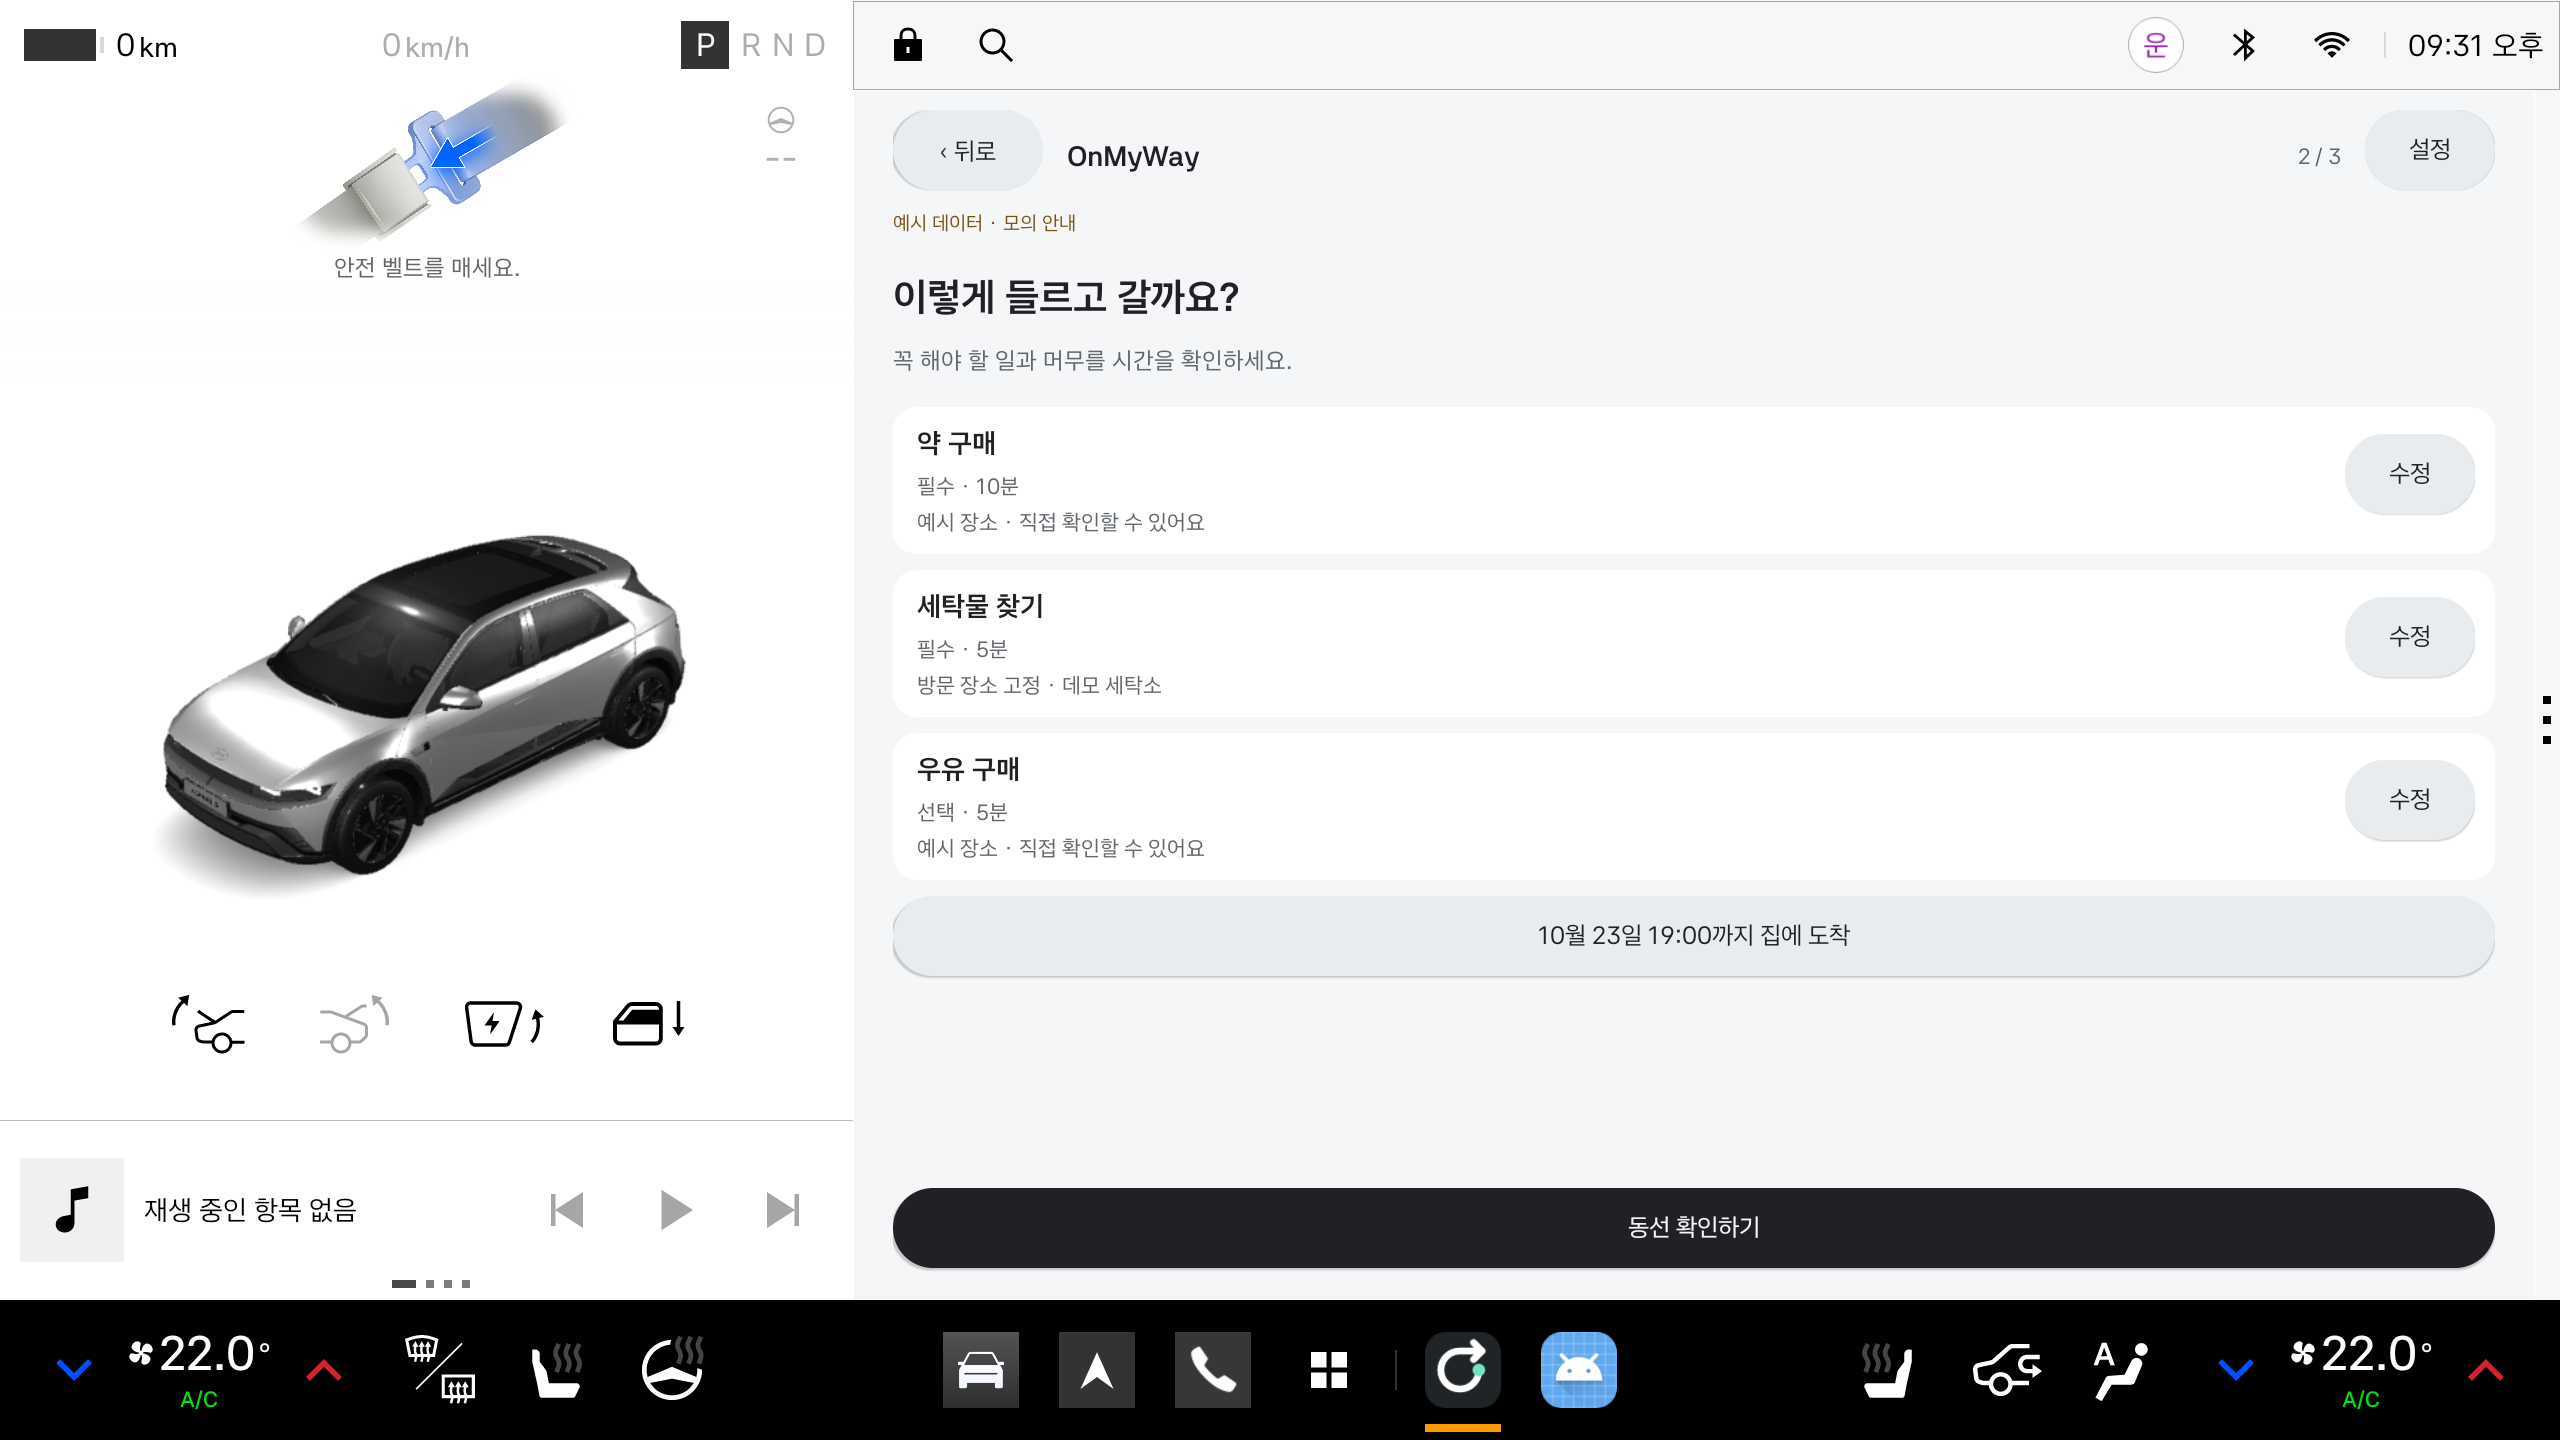 0 km
0 km/h
P R N D
안전 벨트를 매세요.
재생 중인 항목 없음
운
09:31 오후
‹ 뒤로
OnMyWay
2 / 3
설정
예시 데이터 · 모의 안내
이렇게 들르고 갈까요?
꼭 해야 할 일과 머무를 시간을 확인하세요.
약 구매
필수 · 10분
예시 장소 · 직접 확인할 수 있어요
수정
세탁물 찾기
필수 · 5분
방문 장소 고정 · 데모 세탁소
수정
우유 구매
선택 · 5분
예시 장소 · 직접 확인할 수 있어요
수정
10월 23일 19:00까지 집에 도착
동선 확인하기
22.0°
A/C
A
22.0°
A/C